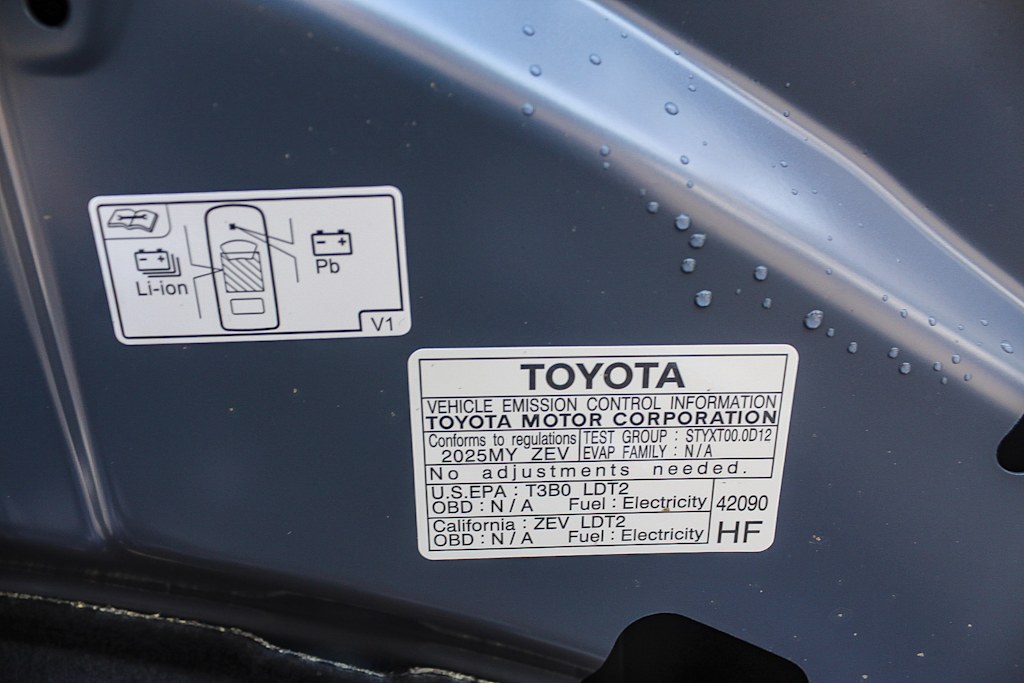 Li-ion
Pb
V1
TOYOTA
VEHICLE EMISSION CONTROL INFORMATION
TOYOTA MOTOR CORPORATION
Conforms to regulations
2025MY ZEV
TEST GROUP : STYXT00.0D12
EVAP FAMILY : N/A
No adjustments needed.
U.S.EPA : T3B0 LDT2
OBD : N/A Fuel : Electricity
California : ZEV LDT2
OBD : N/A Fuel : Electricity
42090
HF